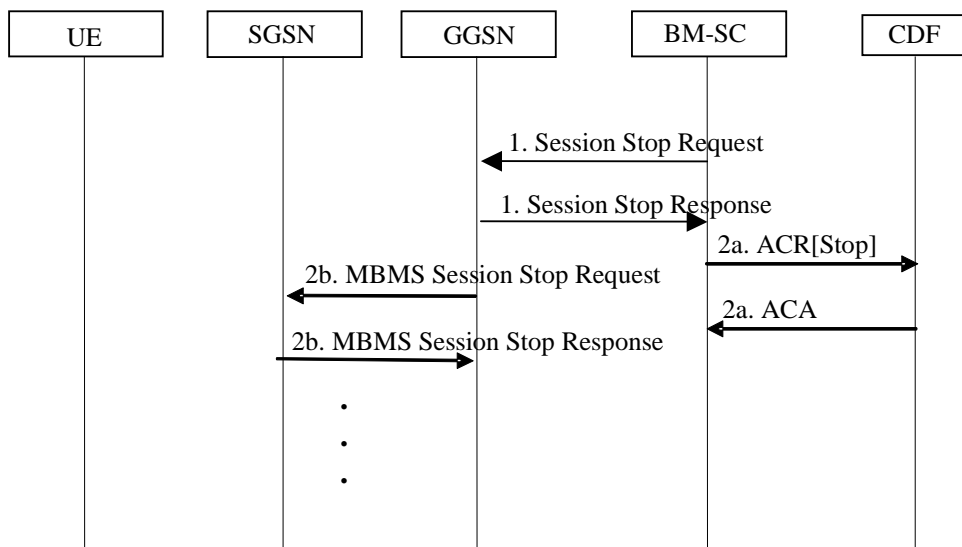 UE
SGSN
GGSN
BM-SC
CDF
1. Session Stop Request
1. Session Stop Response
2a. ACR[Stop]
2b. MBMS Session Stop Request
2a. ACA
2b. MBMS Session Stop Response